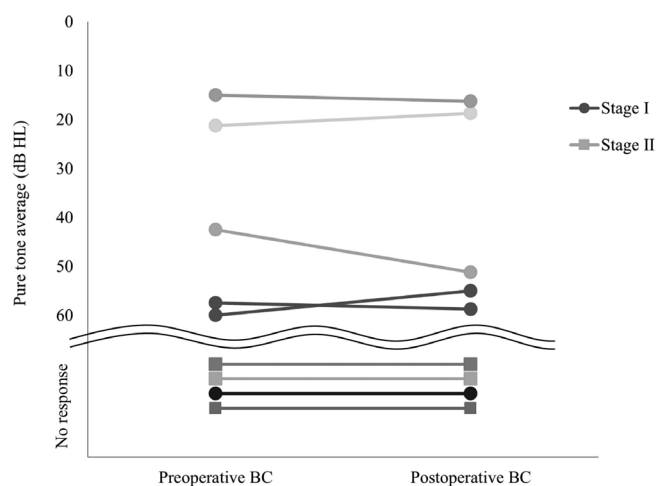 0
10
20
30
40
50
60
Pure tone average (dB HL)
No response
Preoperative BC
Postoperative BC
Stage I
Stage II